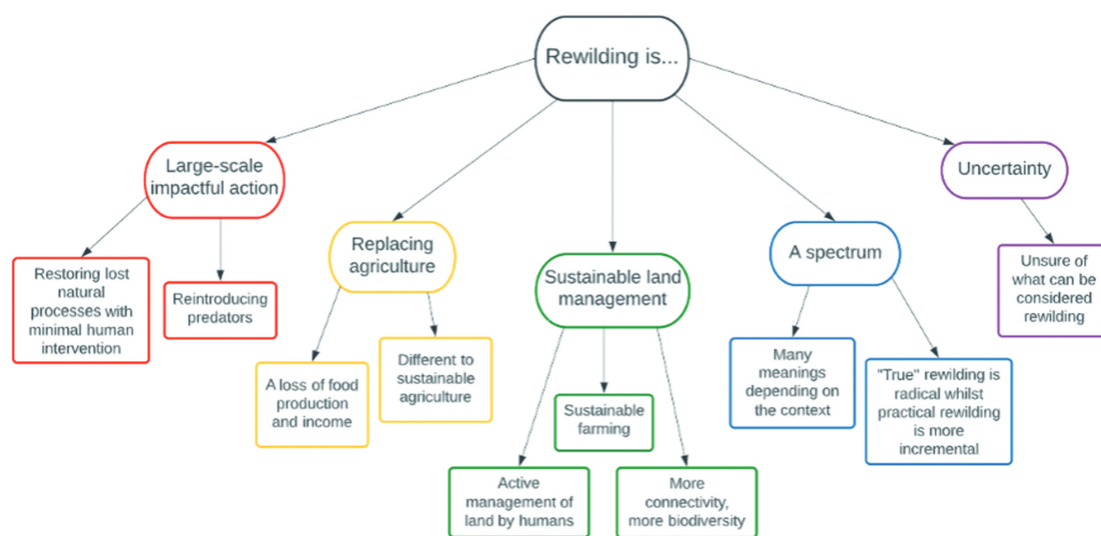 Rewilding is...
Large-scale
impactful action
Restoring lost
natural
processes with
minimal human
intervention
Reintroducing
predators
Replacing
agriculture
A loss of food
production
and income
Different to
sustainable
agriculture
Sustainable land
management
Active
management of
land by humans
Sustainable
farming
More
connectivity,
more biodiversity
A spectrum
Many
meanings
depending on
the context
"True" rewilding is
radical whilst
practical rewilding
is more
incremental
Uncertainty
Unsure of
what can be
considered
rewilding